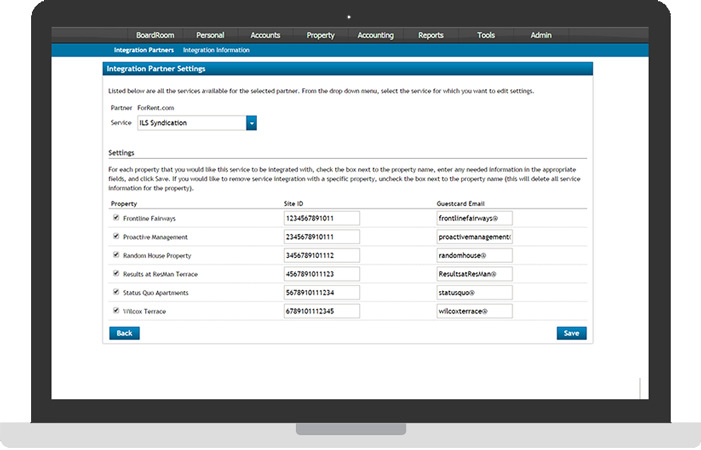 BoardRoom Personal Accounts Property Accounting Reports Tools Admin
Integration Partners Integration Information
Integration Partner Settings
Listed below are all the services available for the selected partner. From the drop down menu, select the service for which you want to edit settings.
Partner ForRent.com
Service ILS Syndication
Settings
For each property that you would like this service to be integrated with, check the box next to the property name, enter any needed information in the appropriate
fields, and click Save. If you would like to remove service integration with a specific property, uncheck the box next to the property name (this will delete all service
information for the property).
Property Site ID Guestcard Email
Frontline Fairways 1234567891011 frontlinefairways@
Proactive Management 2345678910111 proactivemanagement@
Random House Property 3456789101112 randomhouse@
Results at ResMan Terrace 4567891011123 ResultsatResMan@
Status Quo Apartments 5678910111234 statusquo@
Wilcox Terrace 6789101112345 wilcoxterrace@
Back Save